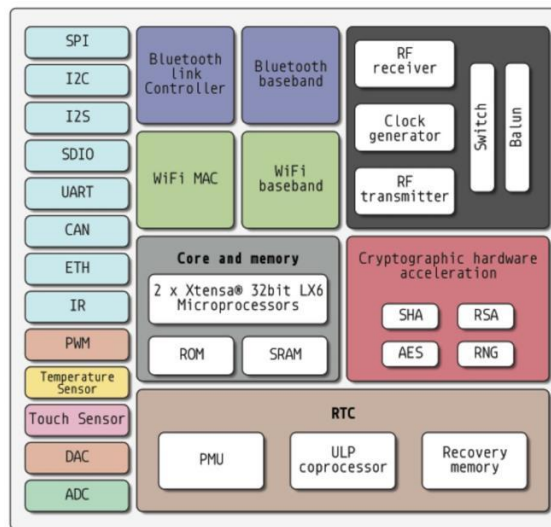 SPI
I2C
I2S
SDIO
UART
CAN
ETH
IR
PWM
Temperature
Sensor
Touch Sensor
DAC
ADC
Bluetooth
link
Controller
Bluetooth
baseband
WiFi MAC
WiFi
baseband
RF
receiver
Clock
generator
RF
transmitter
Switch
Balun
Core and memory
2 x Xtensa® 32bit LX6
Microprocessors
ROM
SRAM
Cryptographic hardware
acceleration
SHA
RSA
AES
RNG
RTC
PMU
ULP
coprocessor
Recovery
memory